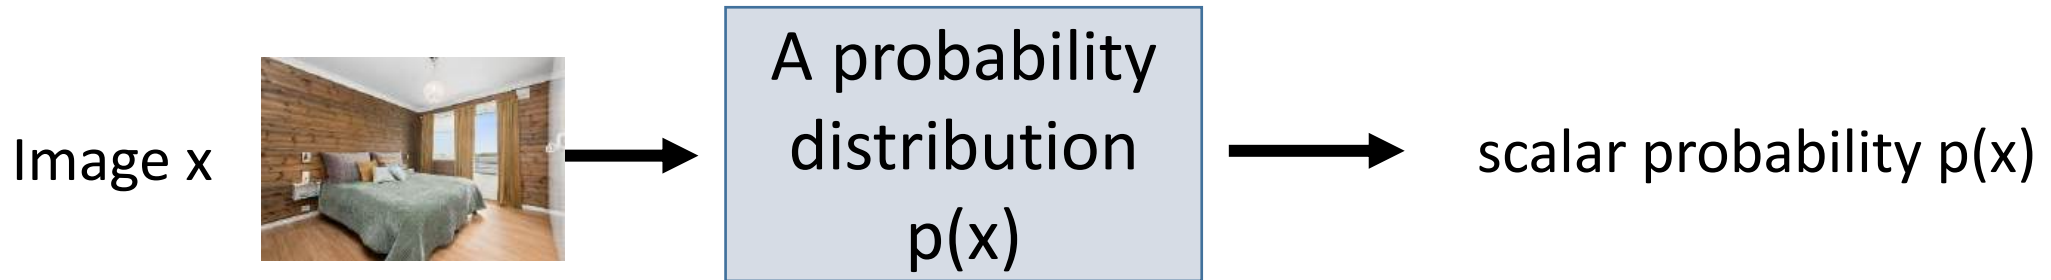 Image x
A probability
distribution
p(x)
scalar probability p(x)